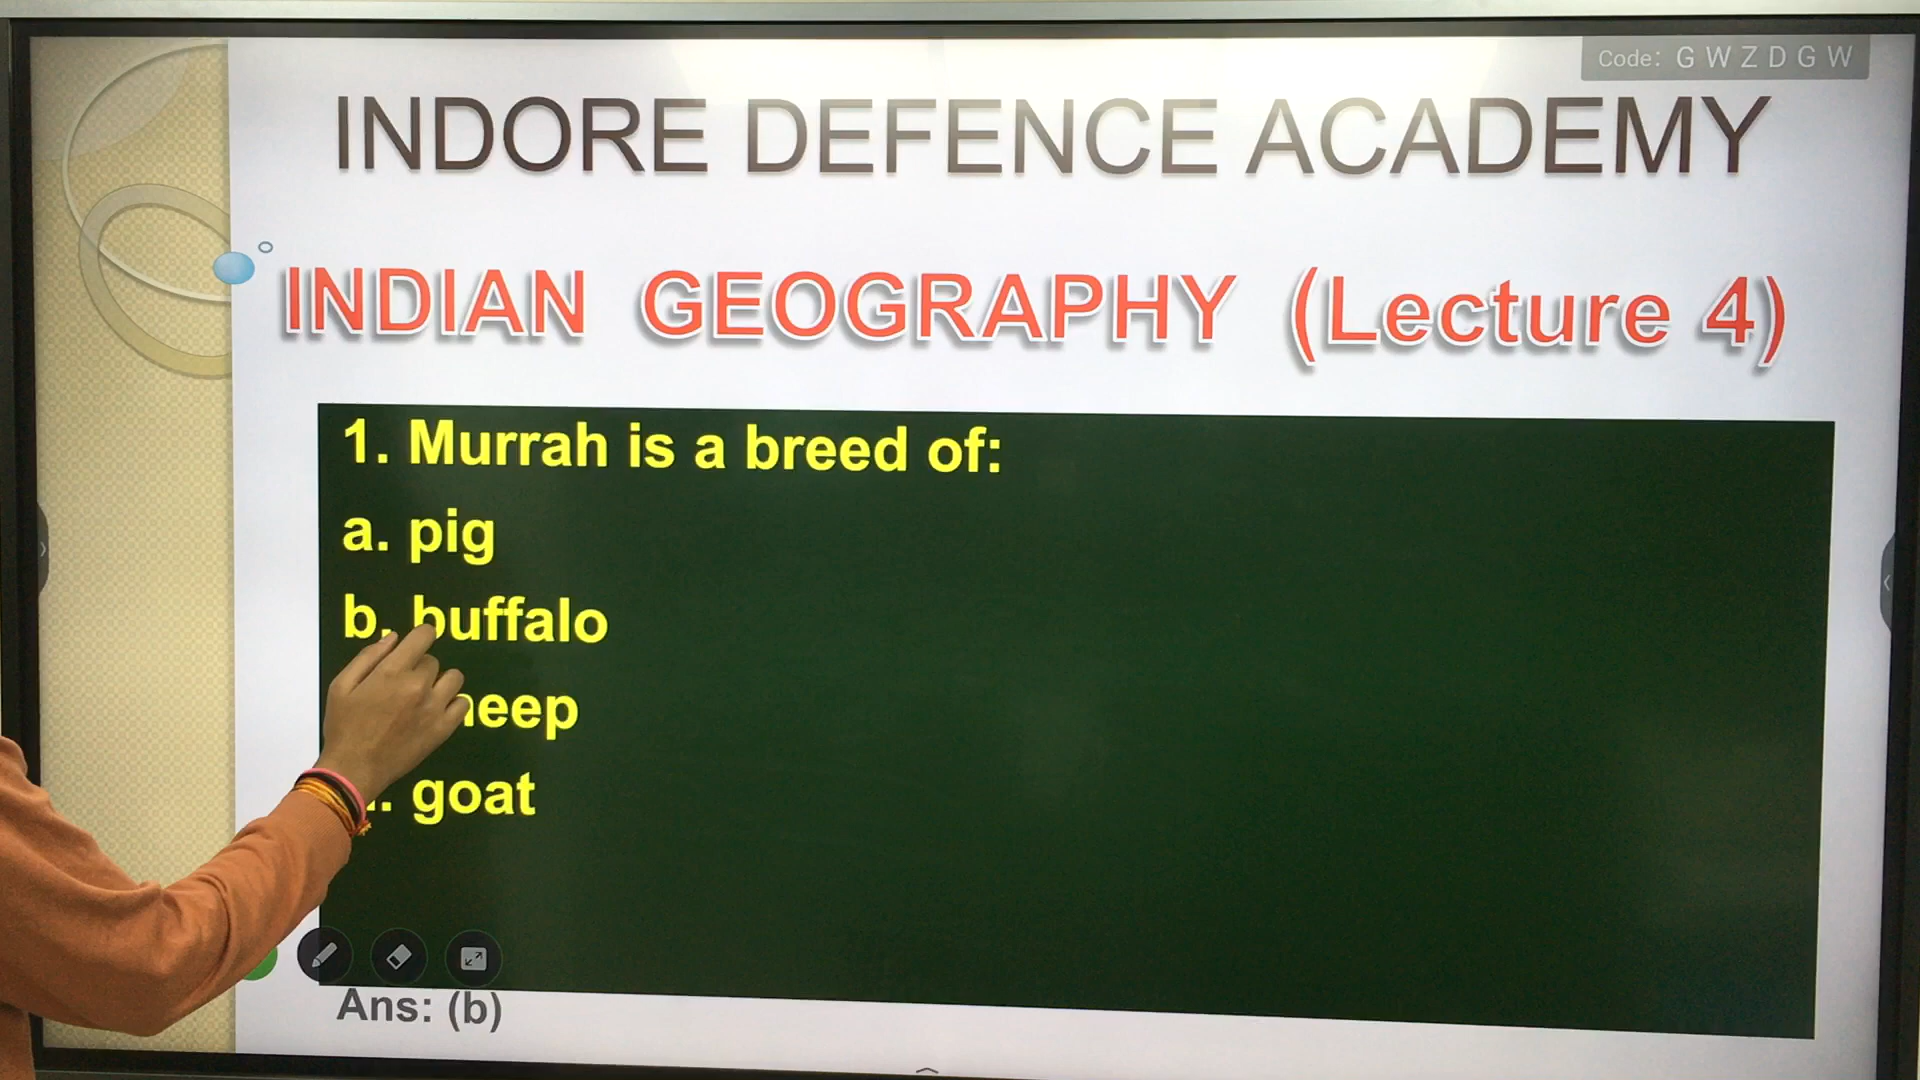 Code: G W Z D G W
INDORE DEFENCE ACADEMY
INDIAN GEOGRAPHY (Lecture 4)
1. Murrah is a breed of:
a. pig
b. buffalo
goat
Ans: (b)